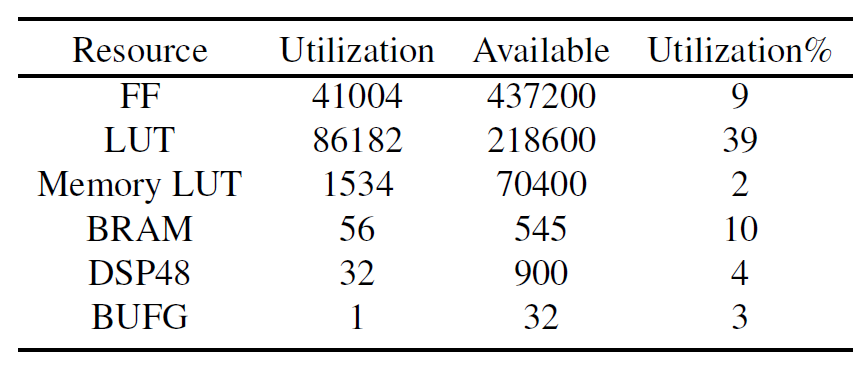 Resource Utilization Available Utilization%
FF 41004 437200 9
LUT 86182 218600 39
Memory LUT 1534 70400 2
BRAM 56 545 10
DSP48 32 900 4
BUFG 1 32 3